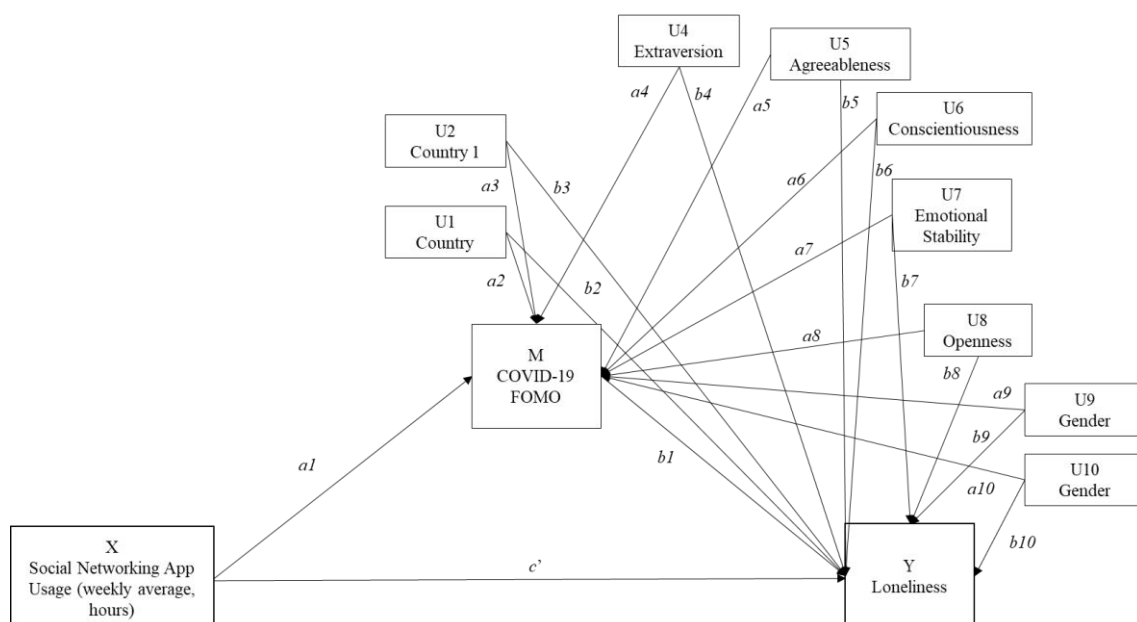 U4
Extraversion
U5
Agreeableness
a4
b4
a5
b5
U6
Conscientiousness
U2
Country 1
a3
b3
a6
b6
U7
Emotional
Stability
U1
Country
a2
b2
a7
b7
M
COVID-19
FOMO
a8
U8
Openness
b8
a9
U9
Gender
b9
a1
b1
a10
U10
Gender
b10
X
Social Networking App
Usage (weekly average,
hours)
c’
Y
Loneliness